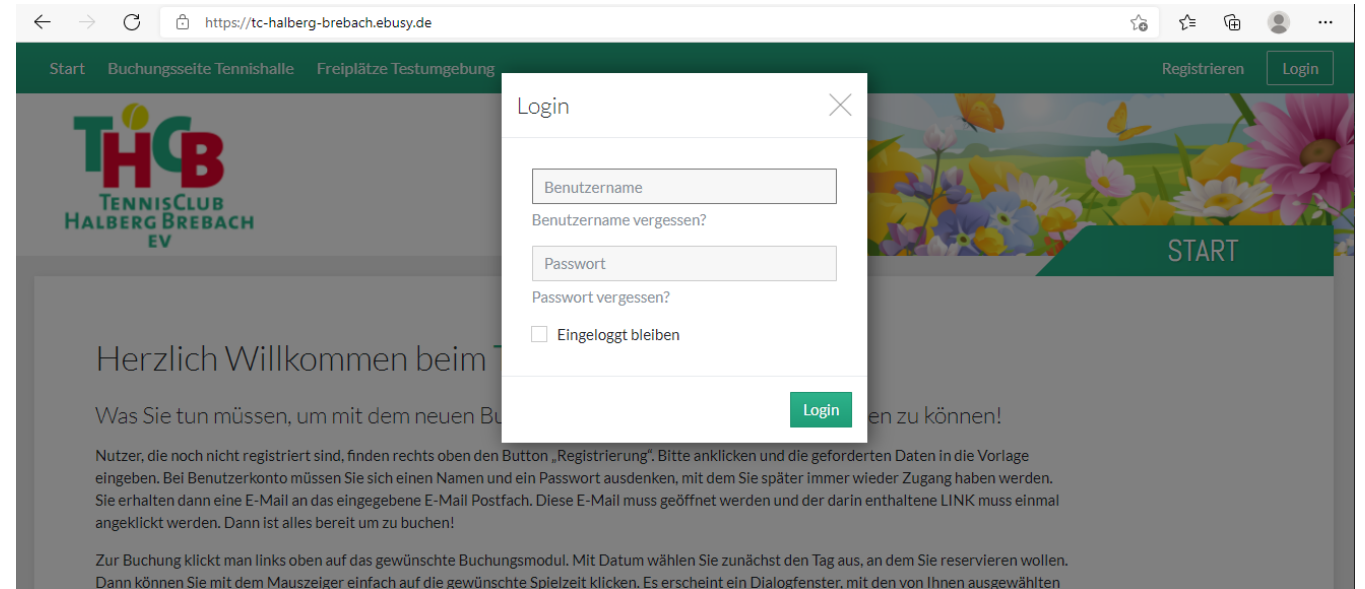 https://tc-halberg-brebach.ebusy.de
Start Buchungsseite Tennishalle Freiplätze Testumgebung
Registrieren Login
THCB
TENNISCLUB
HALBERG BREBACH
EV
START
Login
Benutzername
Benutzername vergessen?
Passwort
Passwort vergessen?
Eingeloggt bleiben
Login
Herzlich Willkommen beim
Was Sie tun müssen, um mit dem neuen Bu
en zu können!
Nutzer, die noch nicht registriert sind, finden rechts oben den Button „Registrierung“. Bitte anklicken und die geforderten Daten in die Vorlage
eingeben. Bei Benutzerkonto müssen Sie sich einen Namen und ein Passwort ausdenken, mit dem Sie später immer wieder Zugang haben werden.
Sie erhalten dann eine E-Mail an das eingegebene E-Mail Postfach. Diese E-Mail muss geöffnet werden und der darin enthaltene LINK muss einmal
angeklickt werden. Dann ist alles bereit um zu buchen!
Zur Buchung klickt man links oben auf das gewünschte Buchungsmodul. Mit Datum wählen Sie zunächst den Tag aus, an dem Sie reservieren wollen.
Dann können Sie mit dem Mauszeiger einfach auf die gewünschte Spielzeit klicken. Es erscheint ein Dialogfenster, mit den von Ihnen ausgewählten